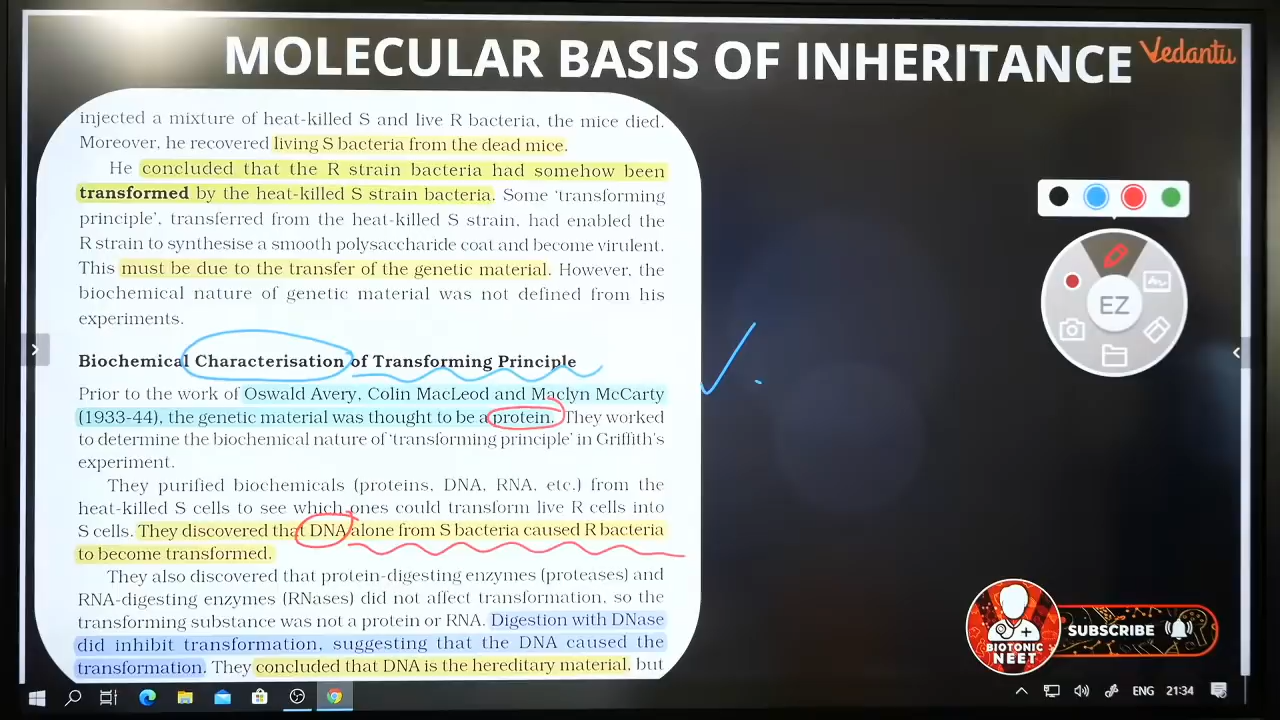 MOLECULAR BASIS OF INHERITANCE
Vedantu
injected a mixture of heat-killed S and live R bacteria, the mice died.
Moreover, he recovered living S bacteria from the dead mice.
He concluded that the R strain bacteria had somehow been
transformed by the heat-killed S strain bacteria. Some ‘transforming
principle’, transferred from the heat-killed S strain, had enabled the
R strain to synthesise a smooth polysaccharide coat and become virulent.
This must be due to the transfer of the genetic material. However, the
biochemical nature of genetic material was not defined from his
experiments.
Biochemical Characterisation of Transforming Principle
Prior to the work of Oswald Avery, Colin MacLeod and Maclyn McCarty
(1933-44), the genetic material was thought to be a protein. They worked
to determine the biochemical nature of ‘transforming principle’ in Griffith's
experiment.
They purified biochemicals (proteins, DNA, RNA, etc.) from the
heat-killed S cells to see which ones could transform live R cells into
S cells. They discovered that DNA alone from S bacteria caused R bacteria
to become transformed.
They also discovered that protein-digesting enzymes (proteases) and
RNA-digesting enzymes (RNases) did not affect transformation, so the
transforming substance was not a protein or RNA. Digestion with DNase
did inhibit transformation, suggesting that the DNA caused the
transformation. They concluded that DNA is the hereditary material, but
EZ
BIOTONIC
NEET
SUBSCRIBE
ENG
21:34